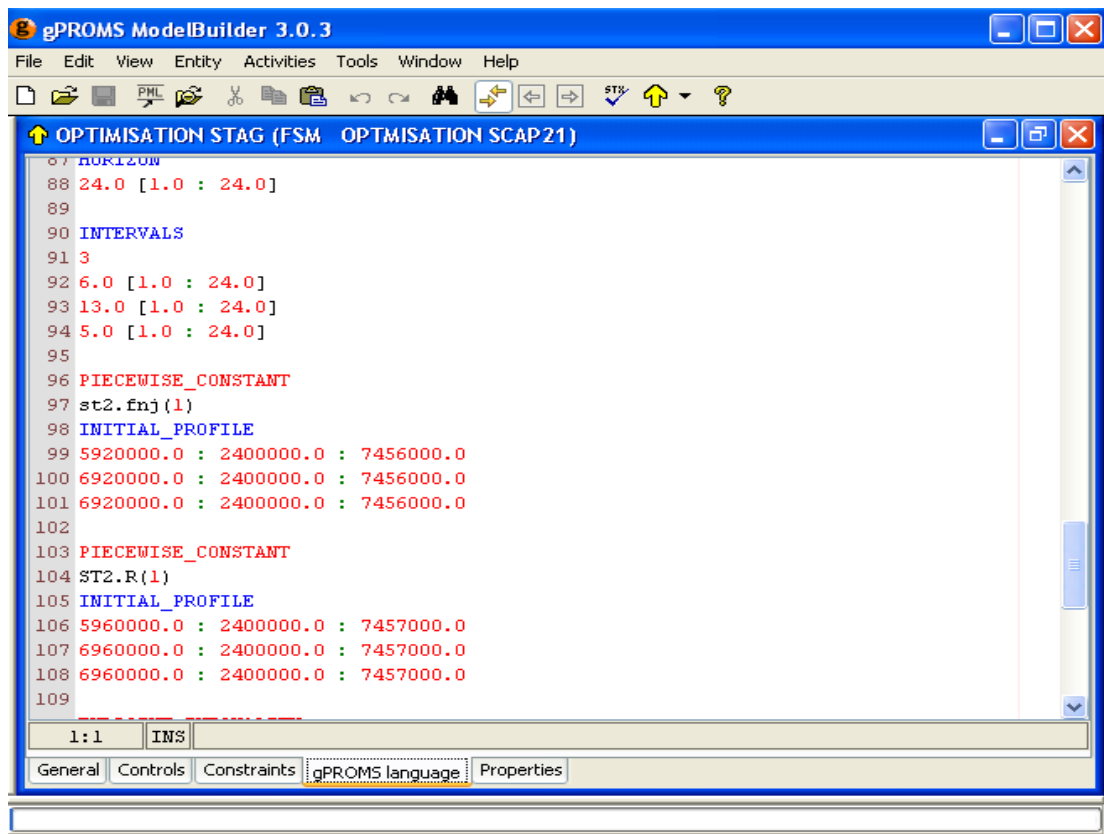 gPROMS ModelBuilder 3.0.3
File Edit View Entity Activities Tools Window Help
OPTIMISATION STAG (FSM OPTMISATION SCAP21)
87 HORIZON
88 24.0 [1.0 : 24.0]
89
90 INTERVALS
91 3
92 6.0 [1.0 : 24.0]
93 13.0 [1.0 : 24.0]
94 5.0 [1.0 : 24.0]
95
96 PIECEWISE_CONSTANT
97 st2.fnj(1)
98 INITIAL_PROFILE
99 5920000.0 : 2400000.0 : 7456000.0
100 6920000.0 : 2400000.0 : 7456000.0
101 6920000.0 : 2400000.0 : 7456000.0
102
103 PIECEWISE_CONSTANT
104 ST2.R(1)
105 INITIAL_PROFILE
106 5960000.0 : 2400000.0 : 7457000.0
107 6960000.0 : 2400000.0 : 7457000.0
108 6960000.0 : 2400000.0 : 7457000.0
109
1:1 INS
General Controls Constraints gPROMS language Properties